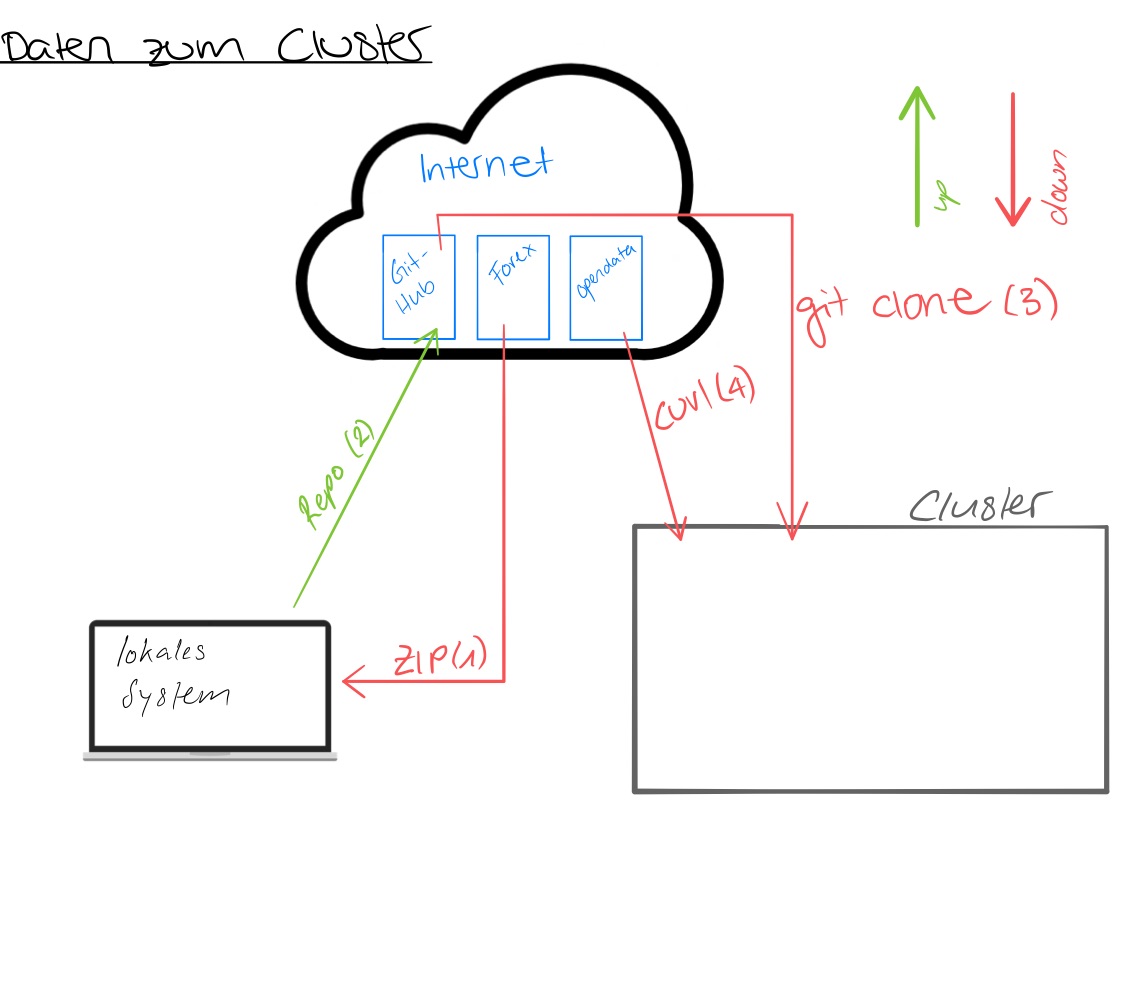 Daten zum Cluster
up
down
Internet
Git-
Hub
Forex
opendata
git clone (3)
curl (4)
Repo (2)
Cluster
ZIP (1)
lokales
System